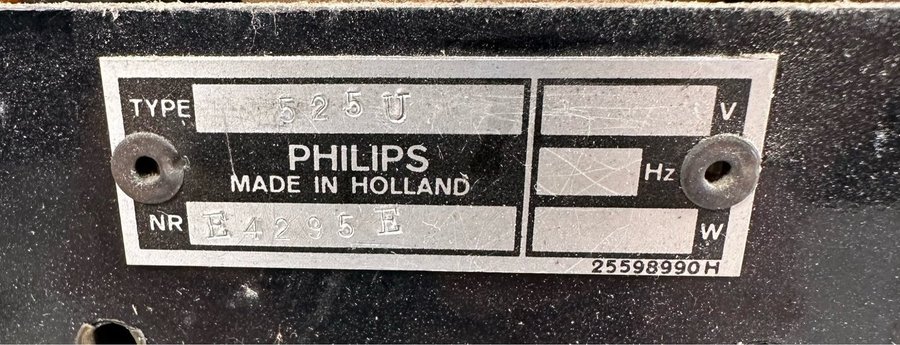 TYPE 525U V
PHILIPS
MADE IN HOLLAND Hz
NR E4295E W
25598990H